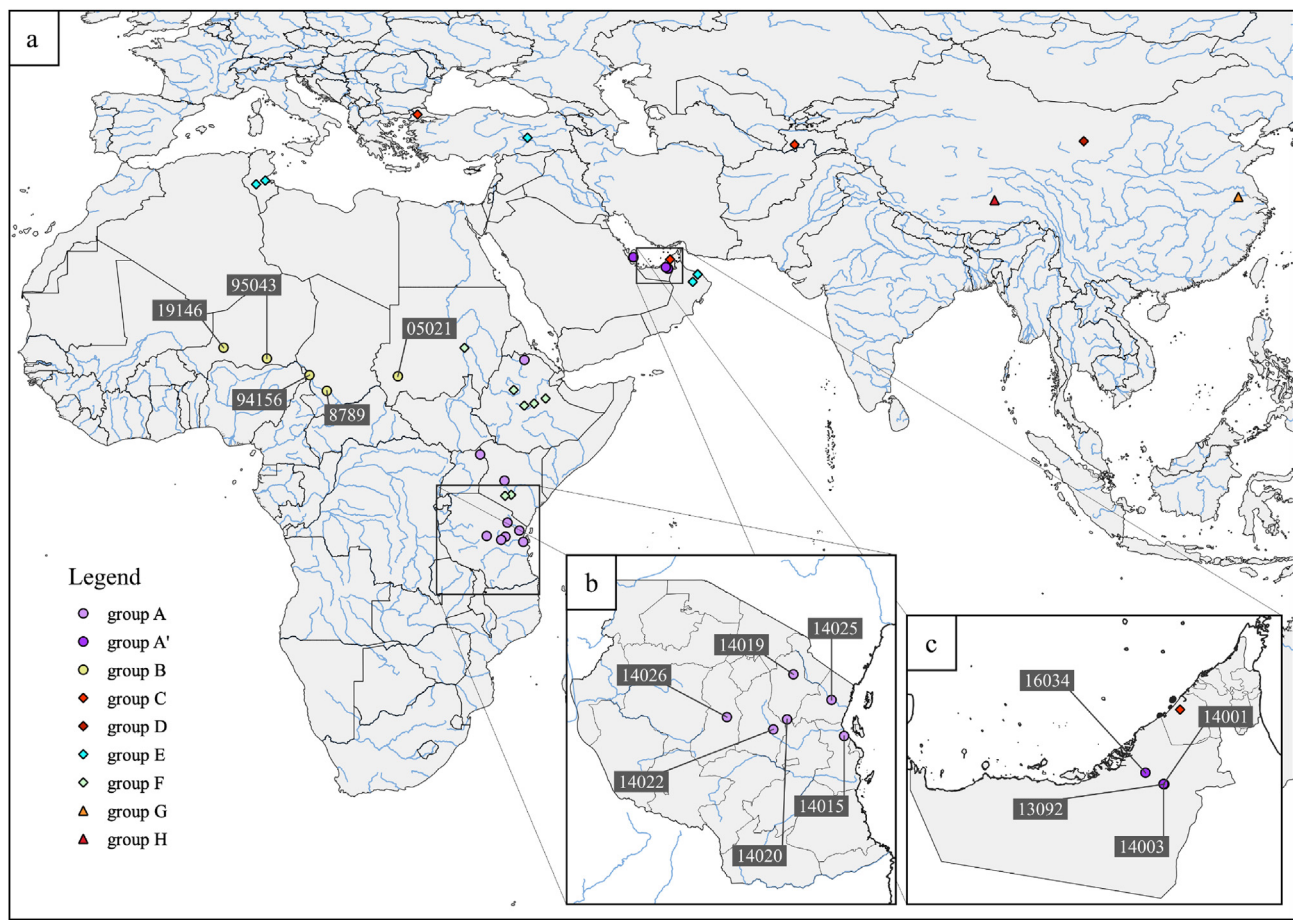 a
95043
19146
05021
94156
8789
Legend
group A
group A'
group B
group C
group D
group E
group F
group G
group H
b
14025
14019
14026
14022
14015
14020
c
16034
14001
13092
14003